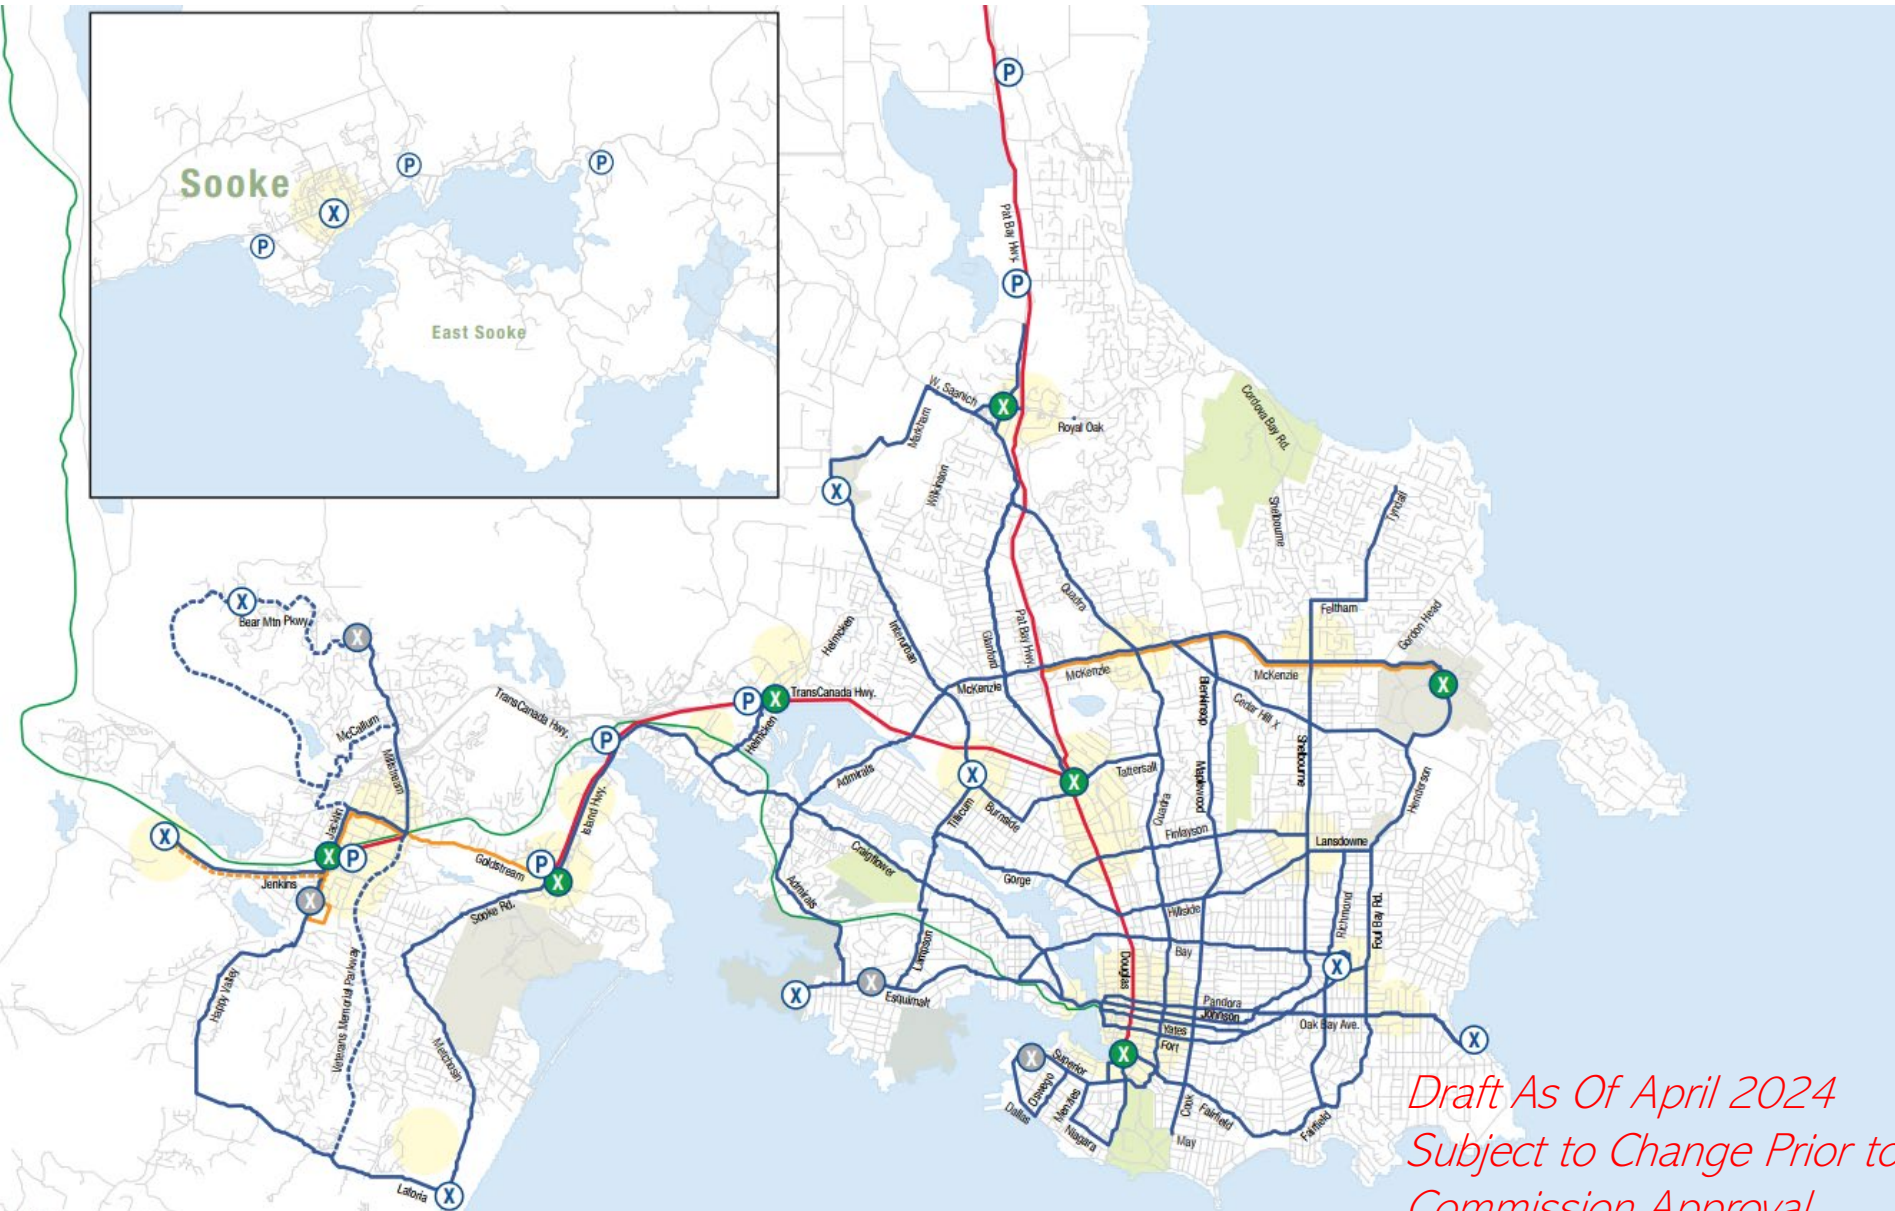 P
Sooke
P
P
X
P
East Sooke
Pat Bay Hwy.
P
W. Saanich
X
Markham
Royal Oak
Cordova Bay Rd.
X
Wilkinson
Shelbourne
Tyndall
X
Bear Mtn Pkwy
X
Quadra
Feltham
Gordon Head
Helmcken
Interurban
Glanford
Pat Bay Hwy.
McKenzie
McKenzie
McKenzie
X
TransCanada Hwy.
P
X
TransCanada Hwy.
Blenkinsop
Cedar Hill X
McCallum
Millstream
P
Helmcken
Shelbourne
Admirals
X
X
Tattersall
Maplewood
Henderson
Island Hwy.
Tillicum
Burnside
Quadra
Finlayson
Lansdowne
X
Jacklin
X
P
Goldstream
P
X
Craigflower
Gorge
Jenkins
X
Sooke Rd.
Admirals
Hillside
Richmond
Foul Bay Rd.
Lampson
Douglas
Bay
X
Happy Valley
Veterans Memorial Parkway
X
X
Esquimalt
Pandora
Johnson
Yates
Fort
Oak Bay Ave.
X
Metchosin
X
Superior
X
Oswego
Menzies
Dallas
Niagara
Cook
Fairfield
May
Fairfield
Latoria
X
Draft As Of April 2024
Subject to Change Prior to
Commission Approval